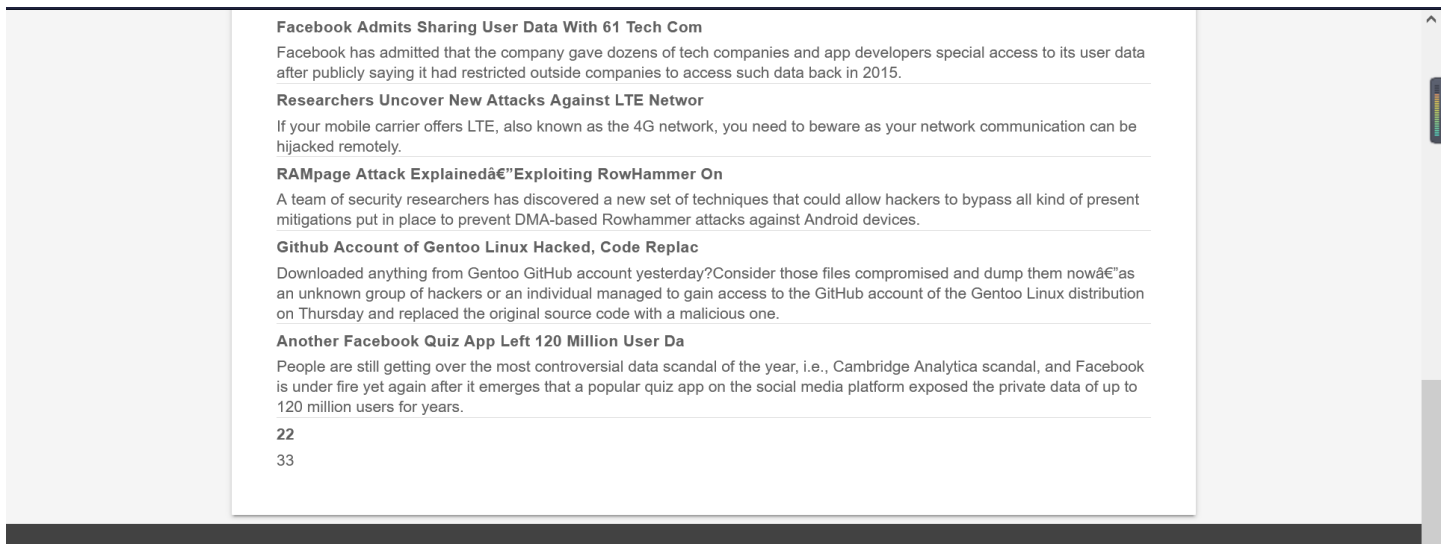 Facebook Admits Sharing User Data With 61 Tech Com
Facebook has admitted that the company gave dozens of tech companies and app developers special access to its user data
after publicly saying it had restricted outside companies to access such data back in 2015.
Researchers Uncover New Attacks Against LTE Networ
If your mobile carrier offers LTE, also known as the 4G network, you need to beware as your network communication can be
hijacked remotely.
RAMpage Attack Explainedâ€”Exploiting RowHammer On
A team of security researchers has discovered a new set of techniques that could allow hackers to bypass all kind of present
mitigations put in place to prevent DMA-based Rowhammer attacks against Android devices.
Github Account of Gentoo Linux Hacked, Code Replac
Downloaded anything from Gentoo GitHub account yesterday?Consider those files compromised and dump them nowâ€”as
an unknown group of hackers or an individual managed to gain access to the GitHub account of the Gentoo Linux distribution
on Thursday and replaced the original source code with a malicious one.
Another Facebook Quiz App Left 120 Million User Da
People are still getting over the most controversial data scandal of the year, i.e., Cambridge Analytica scandal, and Facebook
is under fire yet again after it emerges that a popular quiz app on the social media platform exposed the private data of up to
120 million users for years.
22
33